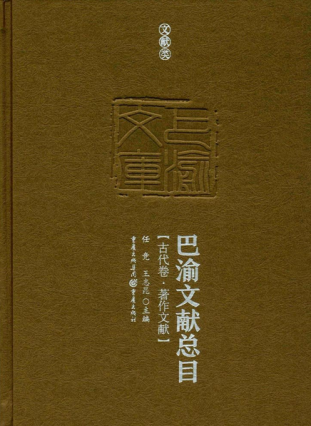 文献类
巴渝文库
巴渝文献总目
【古代卷·著作文献】
任竞 王志昆 ○ 主编
重庆出版集团 重庆出版社